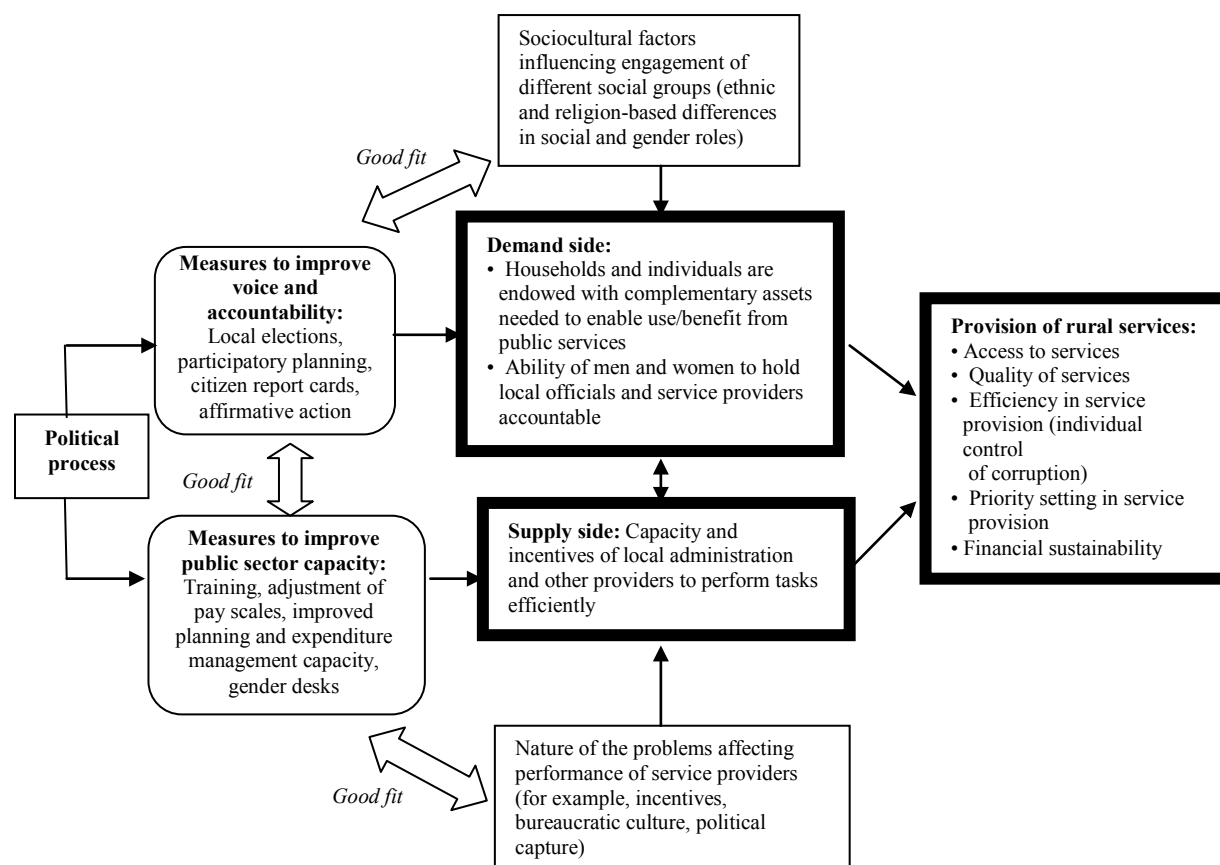 Sociocultural factors
influencing engagement of
different social groups (ethnic
and religion-based differences
in social and gender roles)
Good fit
Measures to improve
voice and
accountability:
Local elections,
participatory planning,
citizen report cards,
affirmative action
Demand side:
• Households and individuals are
endowed with complementary assets
needed to enable use/benefit from
public services
• Ability of men and women to hold
local officials and service providers
accountable
Provision of rural services:
• Access to services
• Quality of services
• Efficiency in service
provision (individual
control
of corruption)
• Priority setting in service
provision
• Financial sustainability
Political
process
Good fit
Measures to improve
public sector capacity:
Training, adjustment of
pay scales, improved
planning and expenditure
management capacity,
gender desks
Supply side: Capacity and
incentives of local administration
and other providers to perform tasks
efficiently
Good fit
Nature of the problems affecting
performance of service providers
(for example, incentives,
bureaucratic culture, political
capture)